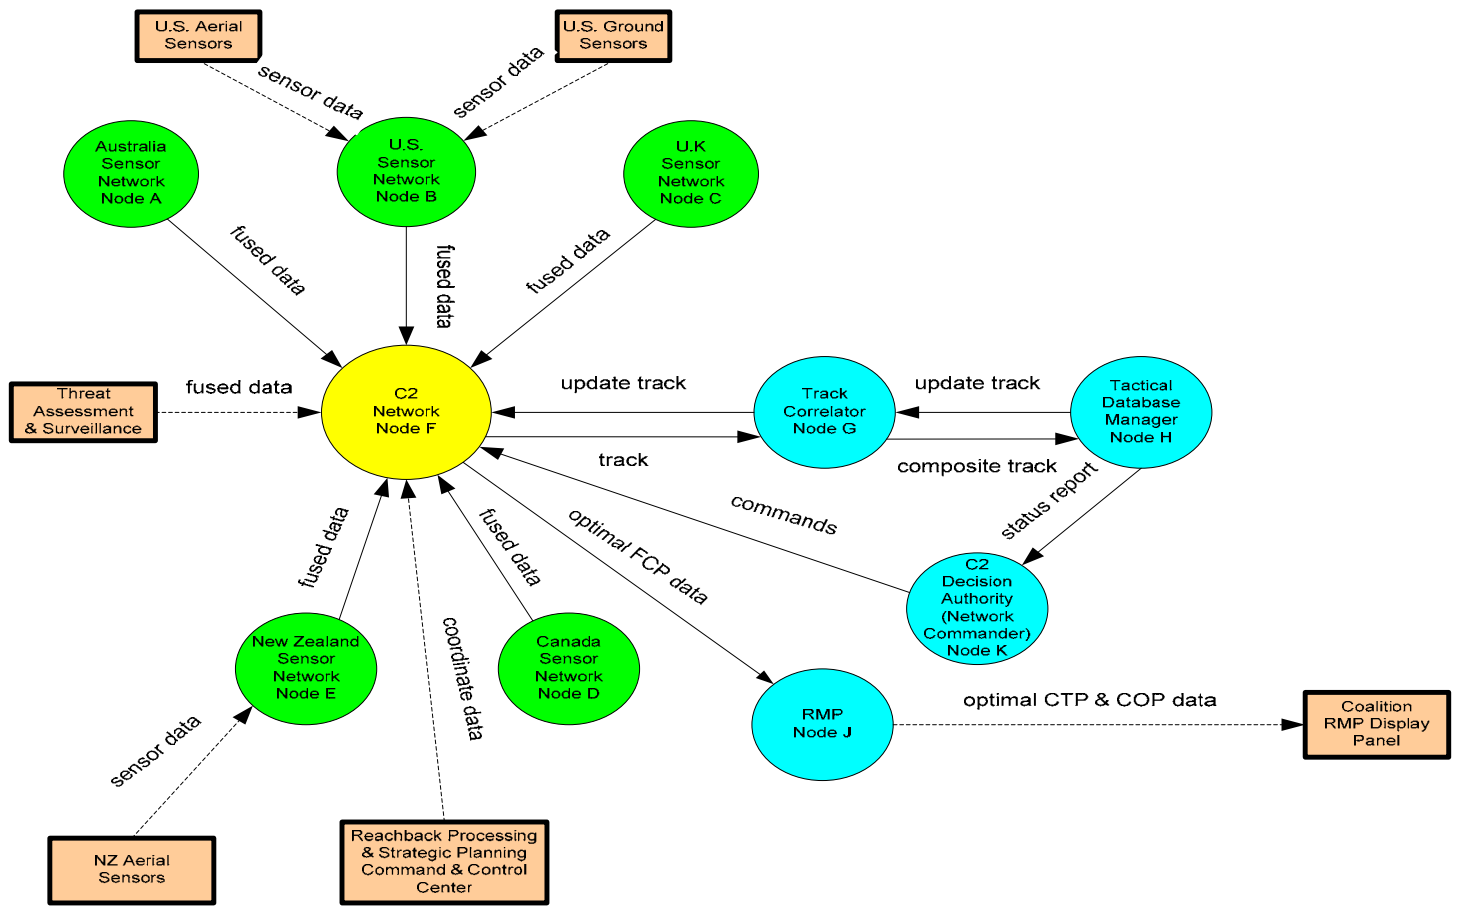 U.S. Aerial
Sensors
U.S. Ground
Sensors
sensor data
sensor data
Australia
Sensor
Network
Node A
U.S.
Sensor
Network
Node B
U.K
Sensor
Network
Node C
fused data
fused data
fused data
Threat
Assessment
& Surveillance
fused data
C2
Network
Node F
update track
Track
Correlator
Node G
update track
Tactical
Database
Manager
Node H
track
composite track
commands
status report
fused data
fused data
optimal FCP data
C2
Decision
Authority
(Network
Commander)
Node K
New Zealand
Sensor
Network
Node E
coordinate data
Canada
Sensor
Network
Node D
RMP
Node J
optimal CTP & COP data
Coalition
RMP Display
Panel
sensor data
NZ Aerial
Sensors
Reachback Processing
& Strategic Planning
Command & Control
Center